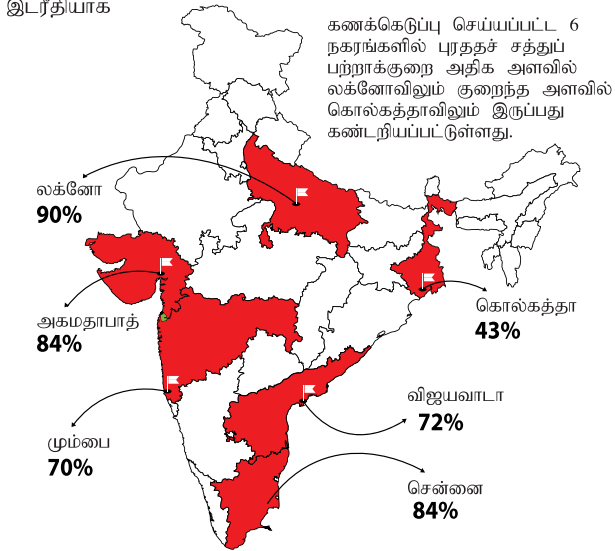 இடரீதியாக
கணக்கெடுப்பு செய்யப்பட்ட 6
நகரங்களில் புரததச் சத்துப்
பற்றாக்குறை அதிக அளவில்
லக்னோவிலும் குறைந்த அளவில்
கொல்கத்தாவிலும் இருப்பது
கண்டறியப்பட்டுள்ளது.
லக்னோ
90%
அகமதாபாத்
84%
கொல்கத்தா
43%
விஜயவாடா
72%
மும்பை
70%
சென்னை
84%